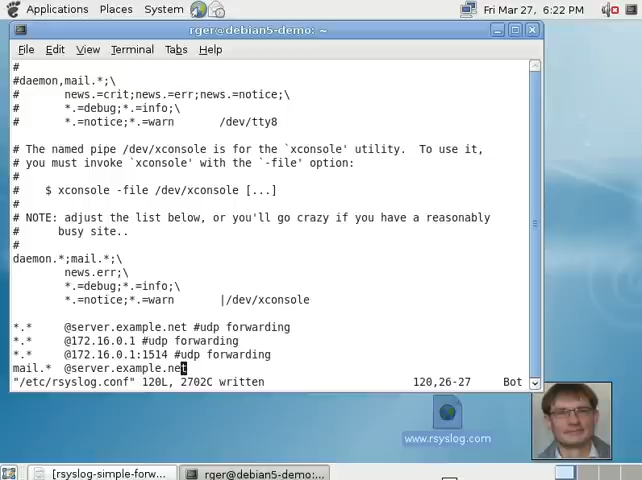 Applications Places System Fri Mar 27, 6:22 PM
rger@debian5-demo: ~
File Edit View Terminal Tabs Help
#
#daemon,mail.*;\
# news.=crit;news.=err;news.=notice;\
# *.=debug;*.=info;\
# *.=notice;*.=warn /dev/tty8
# The named pipe /dev/xconsole is for the `xconsole' utility. To use it,
# you must invoke `xconsole' with the `-file' option:
#
# $ xconsole -file /dev/xconsole [...]
#
# NOTE: adjust the list below, or you'll go crazy if you have a reasonably
# busy site..
#
daemon.*;mail.*;\
news.err;\
*.=debug;*.=info;\
*.=notice;*.=warn |/dev/xconsole
*.* @server.example.net #udp forwarding
*.* @172.16.0.1 #udp forwarding
*.* @172.16.0.1:1514 #udp forwarding
mail.* @server.example.net
"/etc/rsyslog.conf" 120L, 2702C written 120,26-27 Bot
www.rsyslog.com
[rsyslog-simple-forw... rger@debian5-demo:...